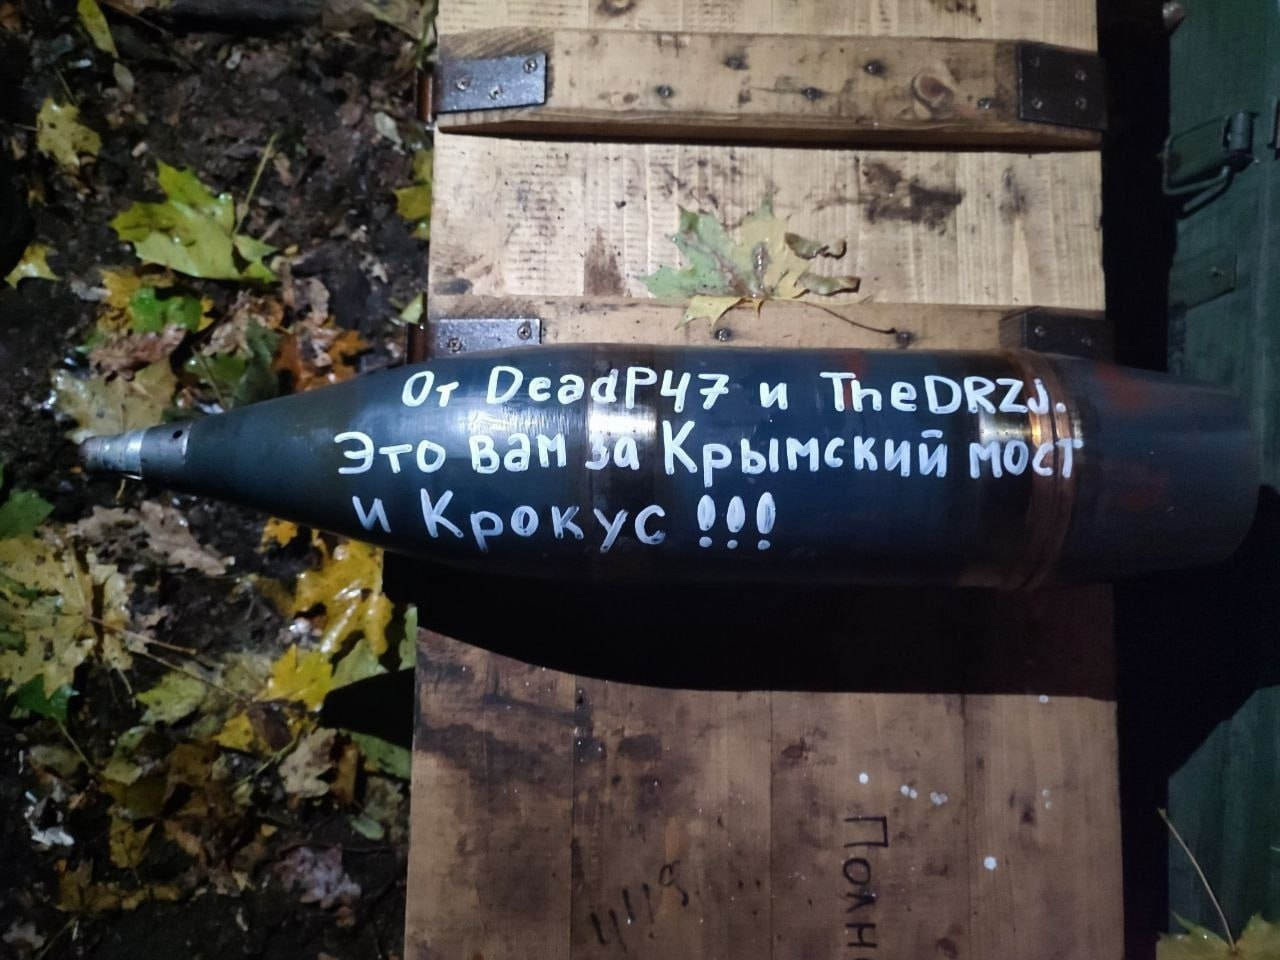 От DeadP47 и TheDRZJ.
Это вам за Крымский мост
и Крокус !!!